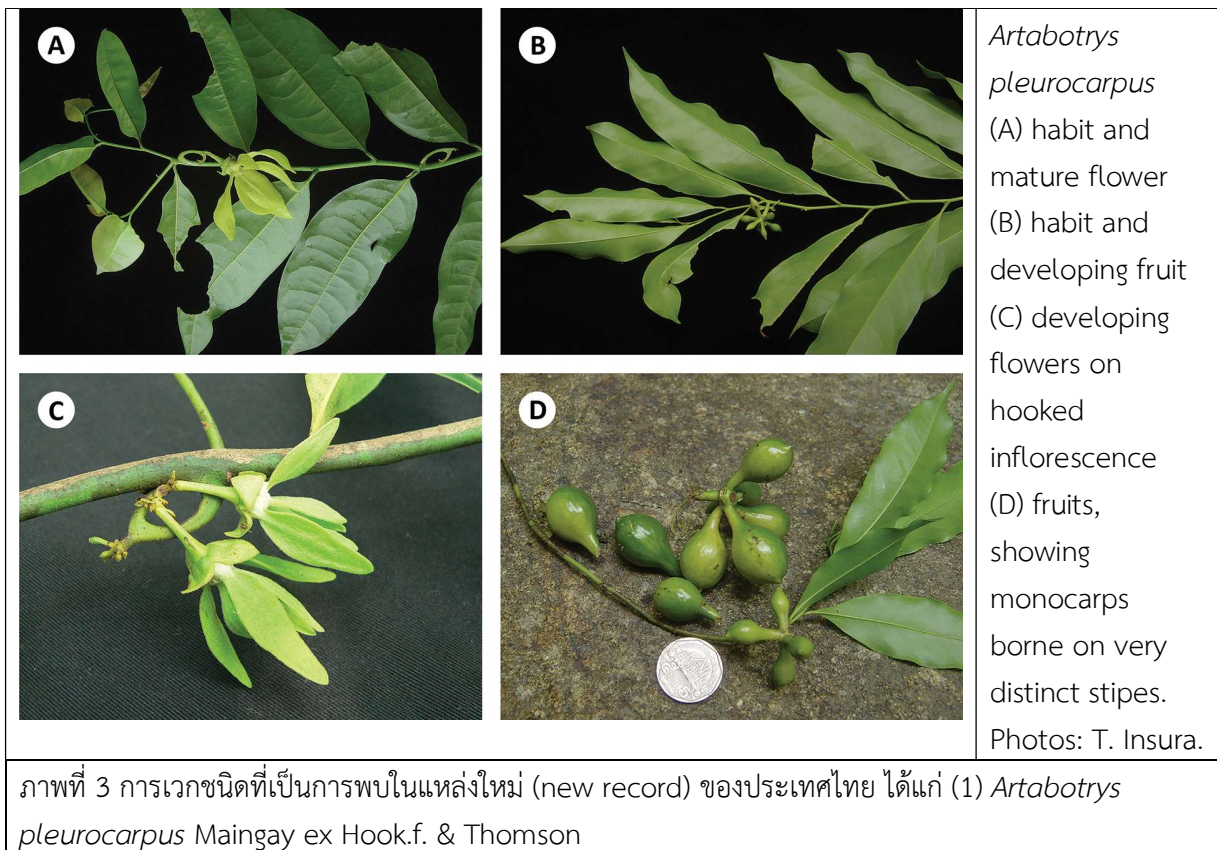 A
B
C
D
Artabotrys
pleurocarpus
(A) habit and
mature flower
(B) habit and
developing fruit
(C) developing
flowers on
hooked
inflorescence
(D) fruits,
showing
monocarps
borne on very
distinct stipes.
Photos: T. Insura.
ภาพที่ 3 การเวกชนิดที่เป็นการพบในแหล่งใหม่ (new record) ของประเทศไทย ได้แก่ (1) Artabotrys
pleurocarpus Maingay ex Hook.f. & Thomson